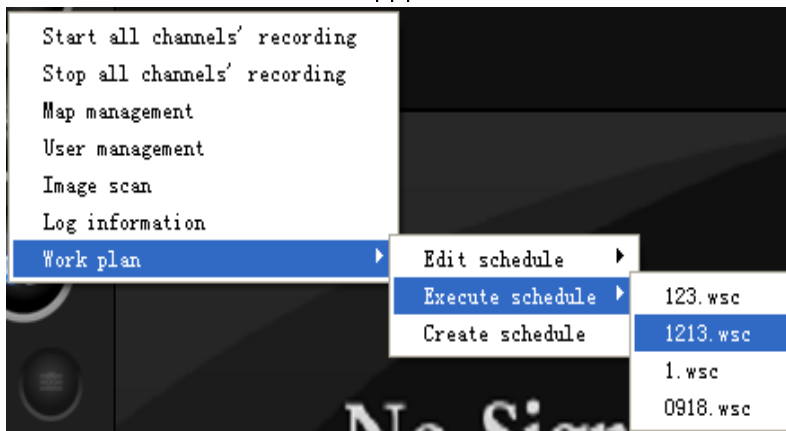 Start all channels' recording
Stop all channels' recording
Map management
User management
Image scan
Log information
Work plan
Edit schedule
Execute schedule
Create schedule
123.wsc
1213.wsc
1.wsc
0918.wsc
No